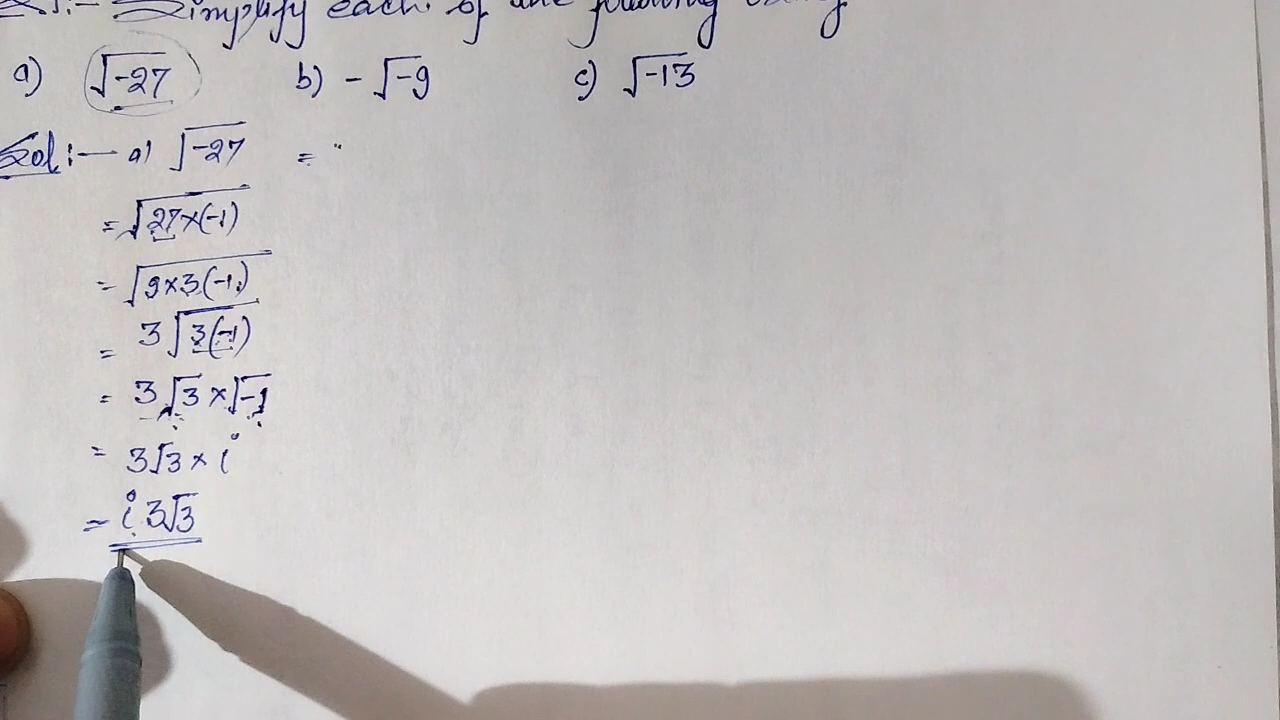 Simplify each of the following
a) √-27 b) -√-9 c) √-13
Sol:- a) √-27 =
= √27×(-1)
= √9×3(-1)
= 3√3(-1)
= 3√3×√-1
= 3√3×i
= i 3√3